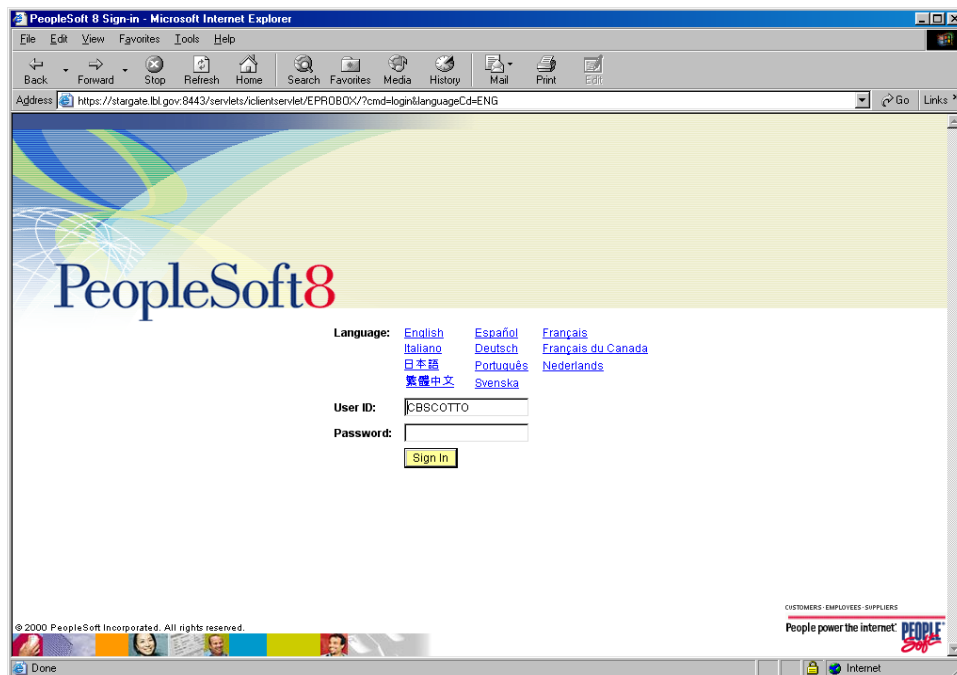 PeopleSoft 8 Sign-in - Microsoft Internet Explorer
File Edit View Favorites Tools Help
Back Forward Stop Refresh Home Search Favorites Media History Mail Print Edit
Address https://stargate.lbl.gov:8443/servlets/iclientservlet/EPROBOX/?cmd=login&languageCd=ENG Go Links
PeopleSoft8
Language: English Español Français
Italiano Deutsch Français du Canada
日本語 Português Nederlands
繁體中文 Svenska
User ID: CBSCOTTO
Password:
Sign In
CUSTOMERS·EMPLOYEES·SUPPLIERS
© 2000 PeopleSoft Incorporated. All rights reserved.
People power the internet.™ PEOPLE Soft
Done Internet